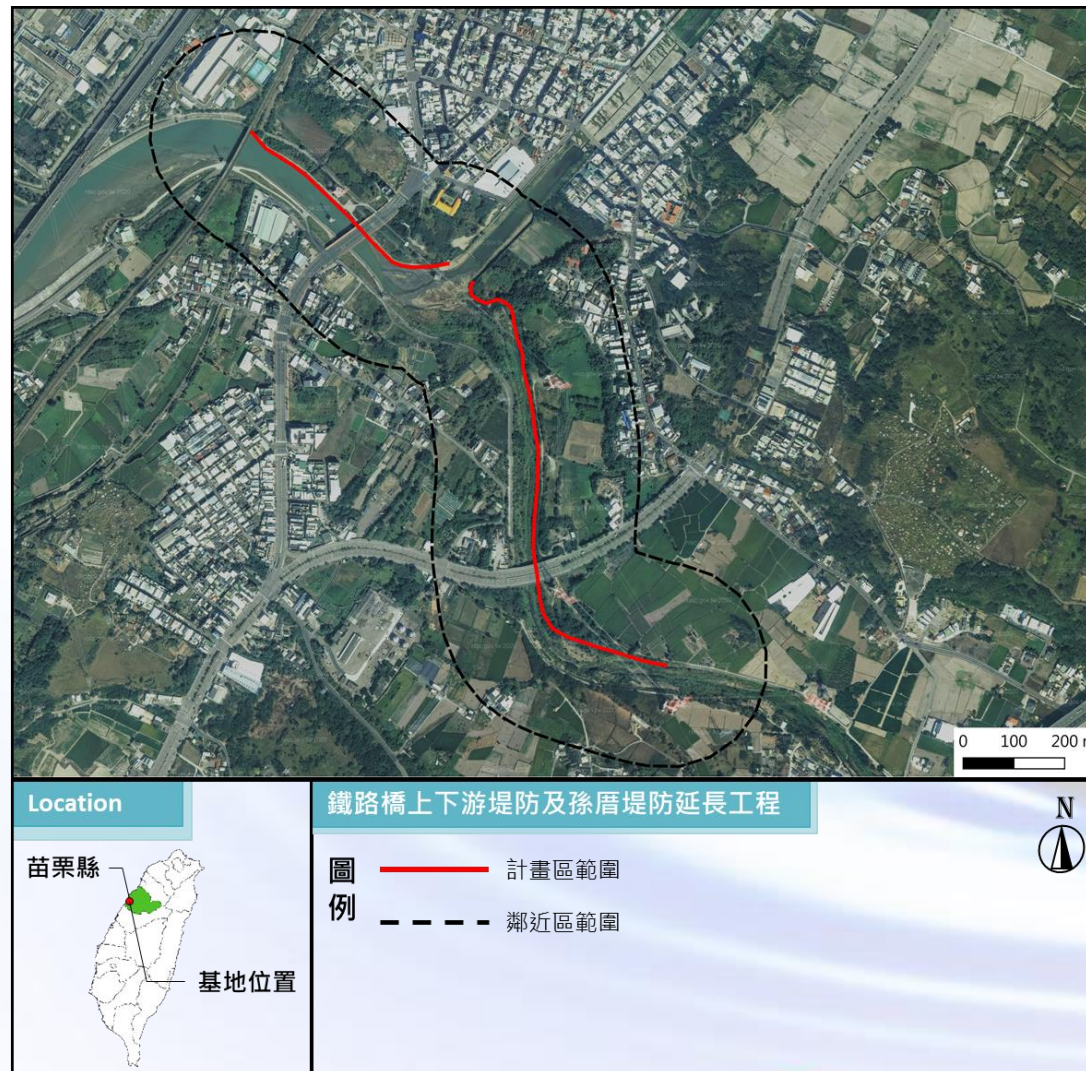 0 100 200 m
Location
苗栗縣
基地位置
鐵路橋上下游堤防及孫厝堤防延長工程
圖例
計畫區範圍
鄰近區範圍
N